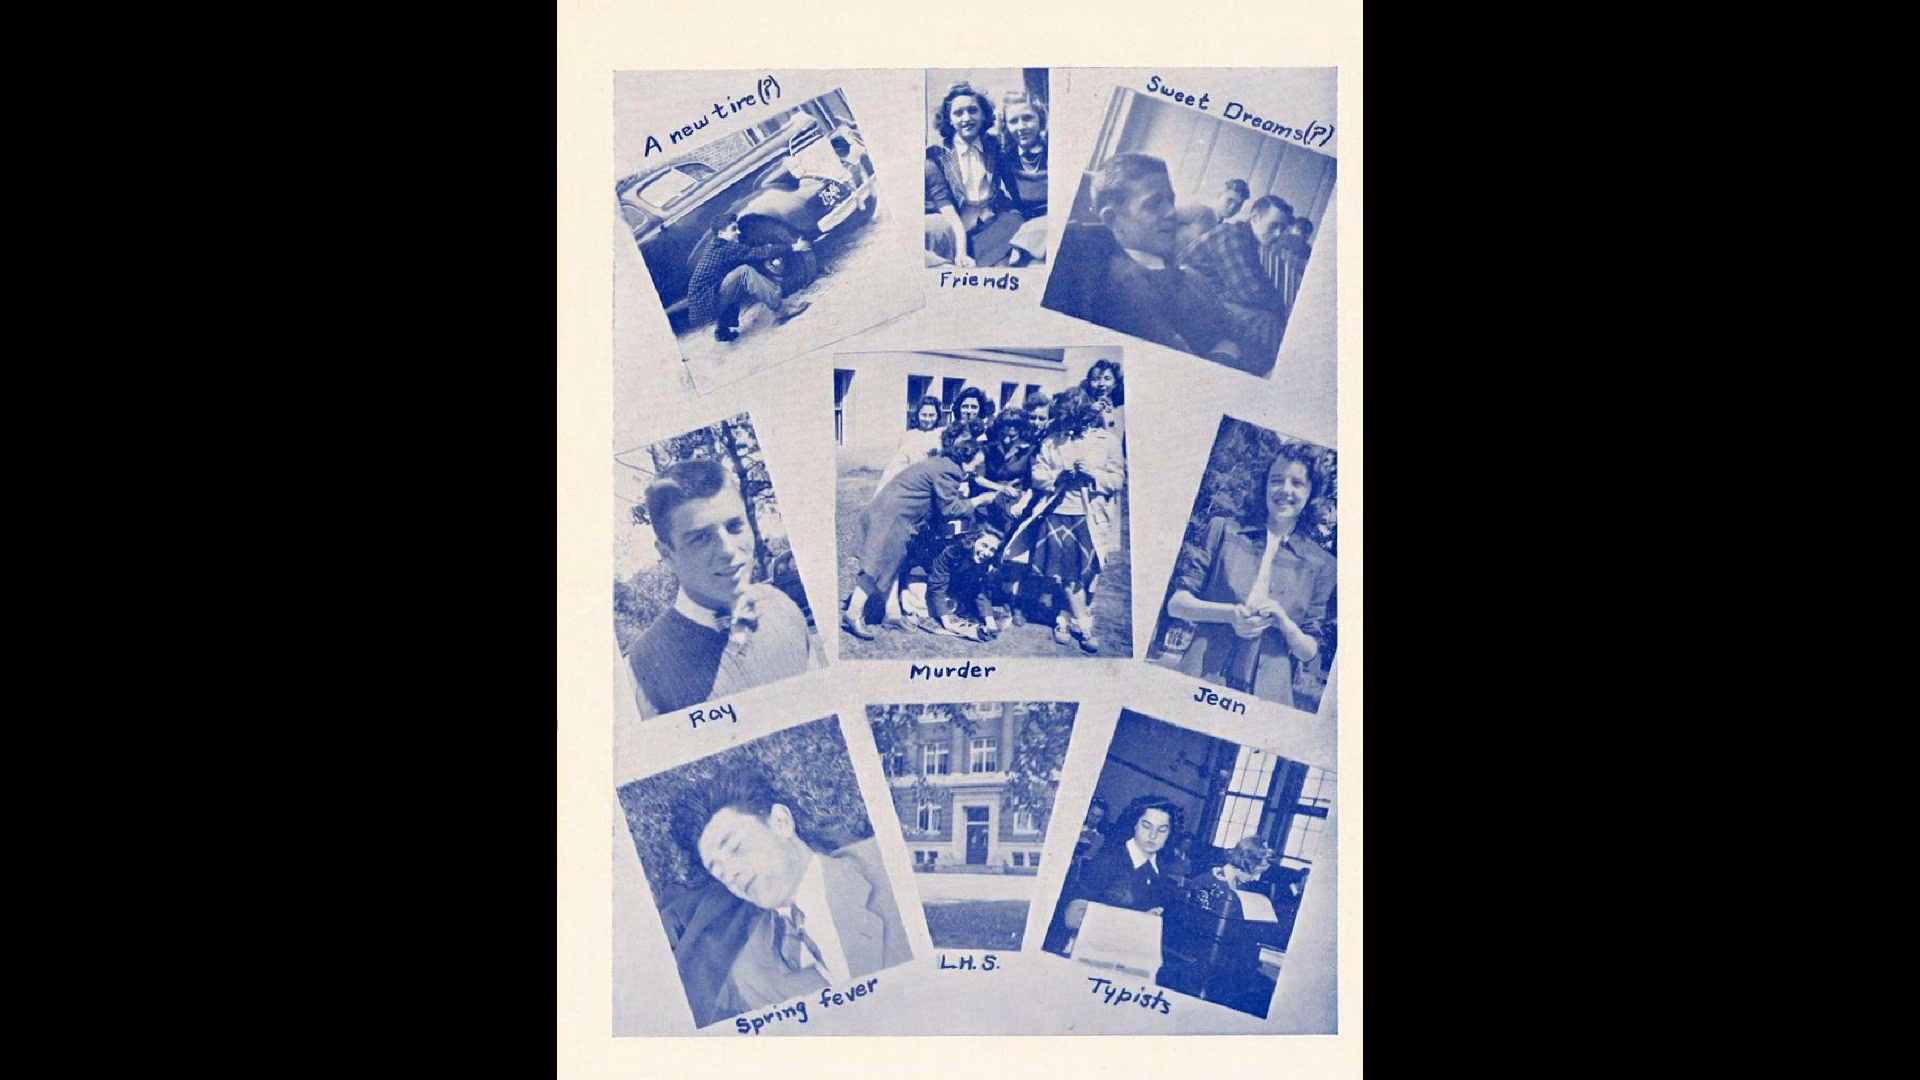 A new tire(?)
Sweet Dreams(?)
Friends
Murder
Ray
Jean
L.H.S.
Spring fever
Typists